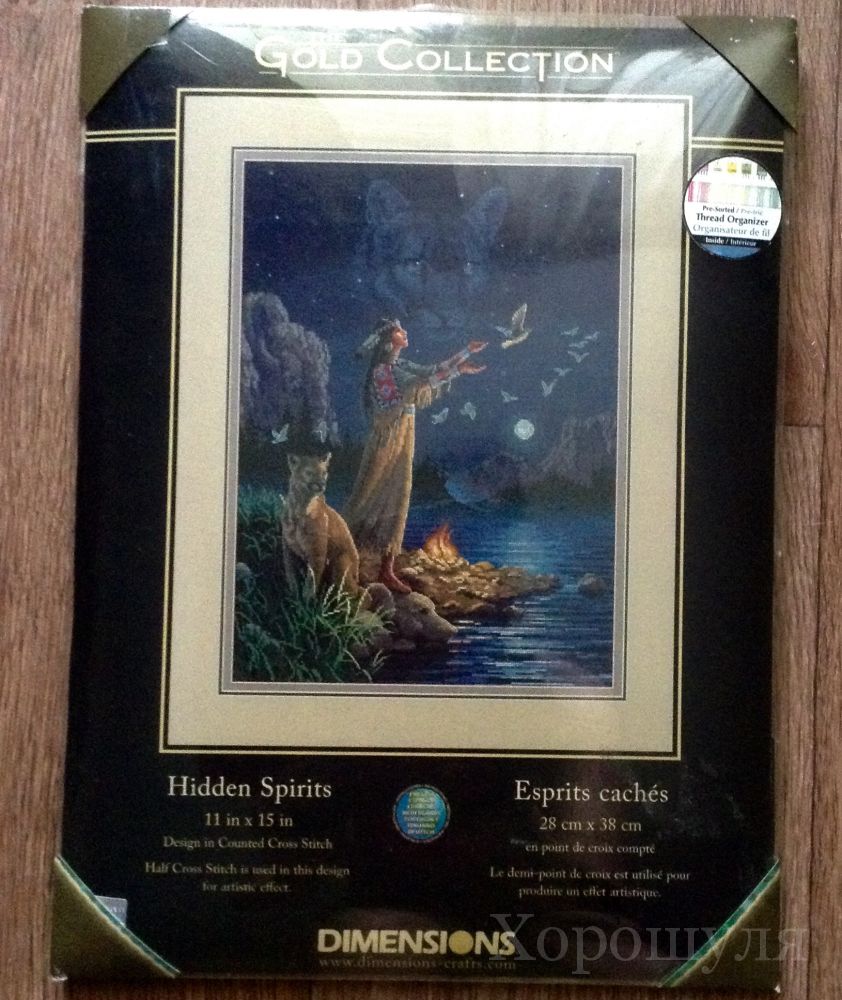 GOLD COLLECTION
Pre-Sorted / Pre-trié
Thread Organizer
Organisateur de fil
Inside / Intérieur
Hidden Spirits
11 in x 15 in
Design in Counted Cross Stitch
Half Cross Stitch is used in this design
for artistic effect.
Esprits cachés
28 cm x 38 cm
en point de croix compté
Le demi-point de croix est utilisé pour
produire un effet artistique.
DIMENSIONS
www.dimensions-crafts.com
Хорошуля